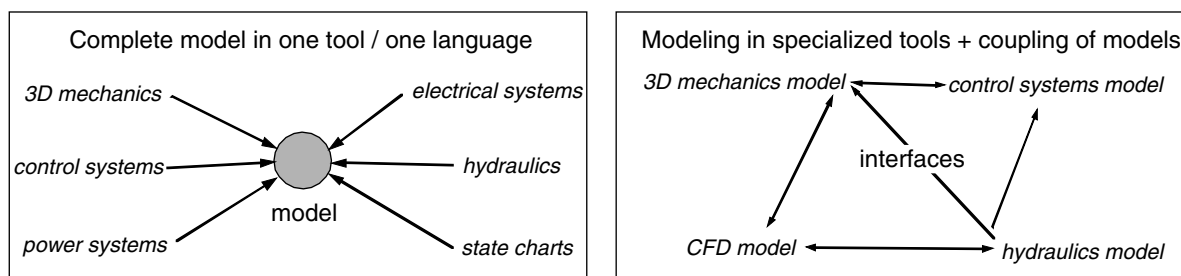 Complete model in one tool / one language
3D mechanics
electrical systems
control systems
hydraulics
model
power systems
state charts
Modeling in specialized tools + coupling of models
3D mechanics model
control systems model
interfaces
CFD model
hydraulics model